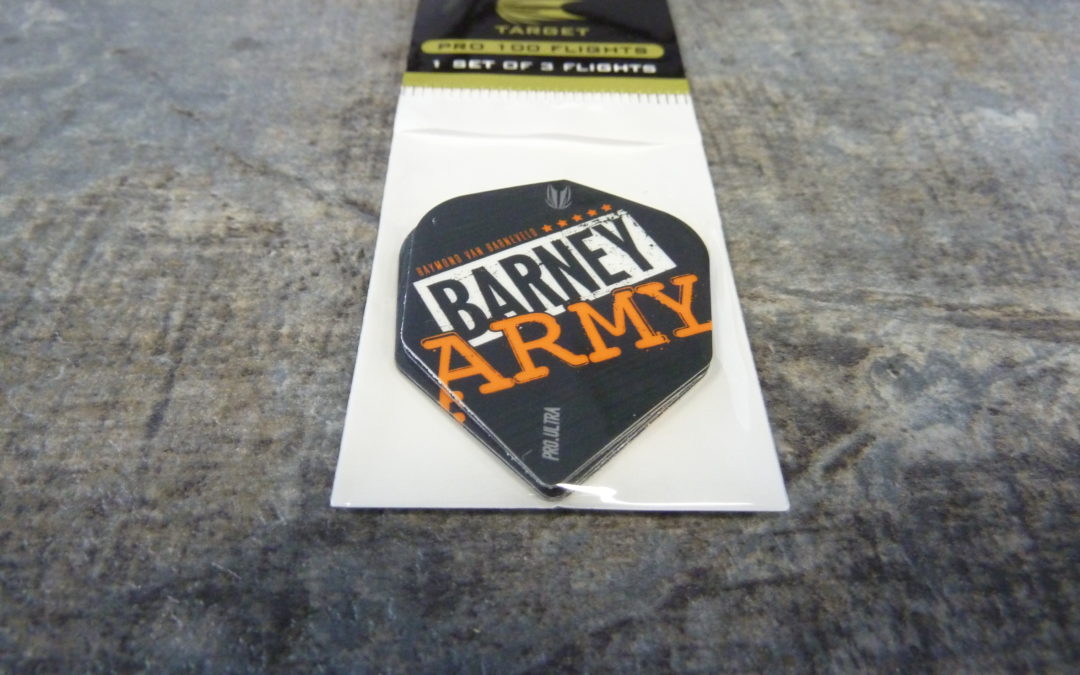 TARGET
PRO 100 FLIGHTS
1 SET OF 3 FLIGHTS
RAYMOND VAN BARNEVELD
BARNEY
ARMY
PRO.ULTRA